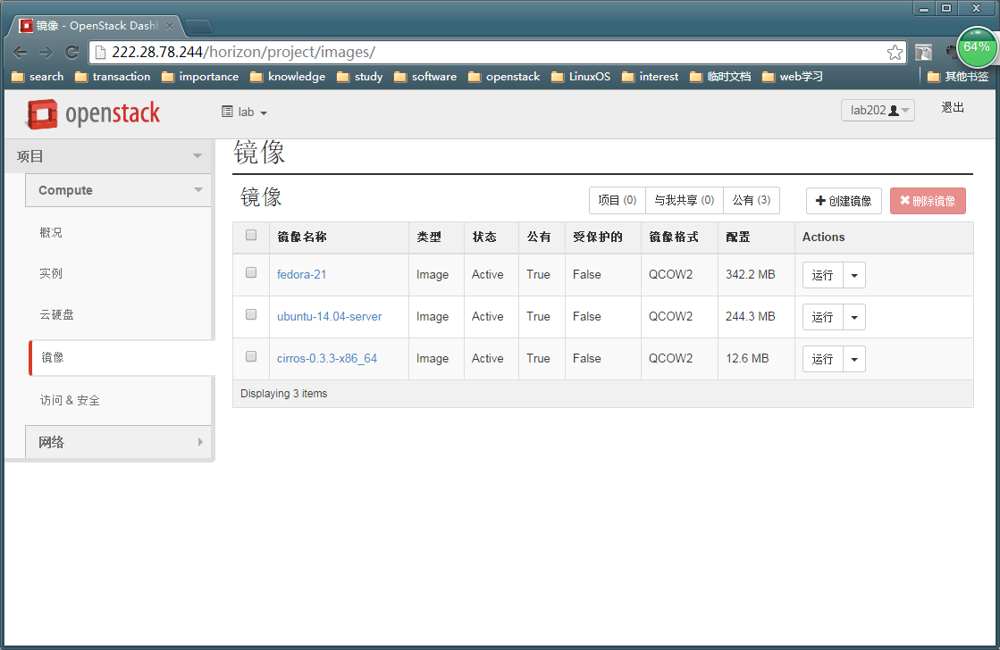 镜像 - OpenStack Dashb
222.28.78.244/horizon/project/images/
64%
search transaction importance knowledge study software openstack LinuxOS interest 临时文档 web学习 其他书签
openstack lab lab202 退出
项目
Compute
概况
实例
云硬盘
镜像
访问 & 安全
网络
镜像
镜像 项目 (0) 与我共享 (0) 公有 (3) 创建镜像 删除镜像
镜像名称 类型 状态 公有 受保护的 镜像格式 配置 Actions
fedora-21 Image Active True False QCOW2 342.2 MB 运行
ubuntu-14.04-server Image Active True False QCOW2 244.3 MB 运行
cirros-0.3.3-x86_64 Image Active True False QCOW2 12.6 MB 运行
Displaying 3 items